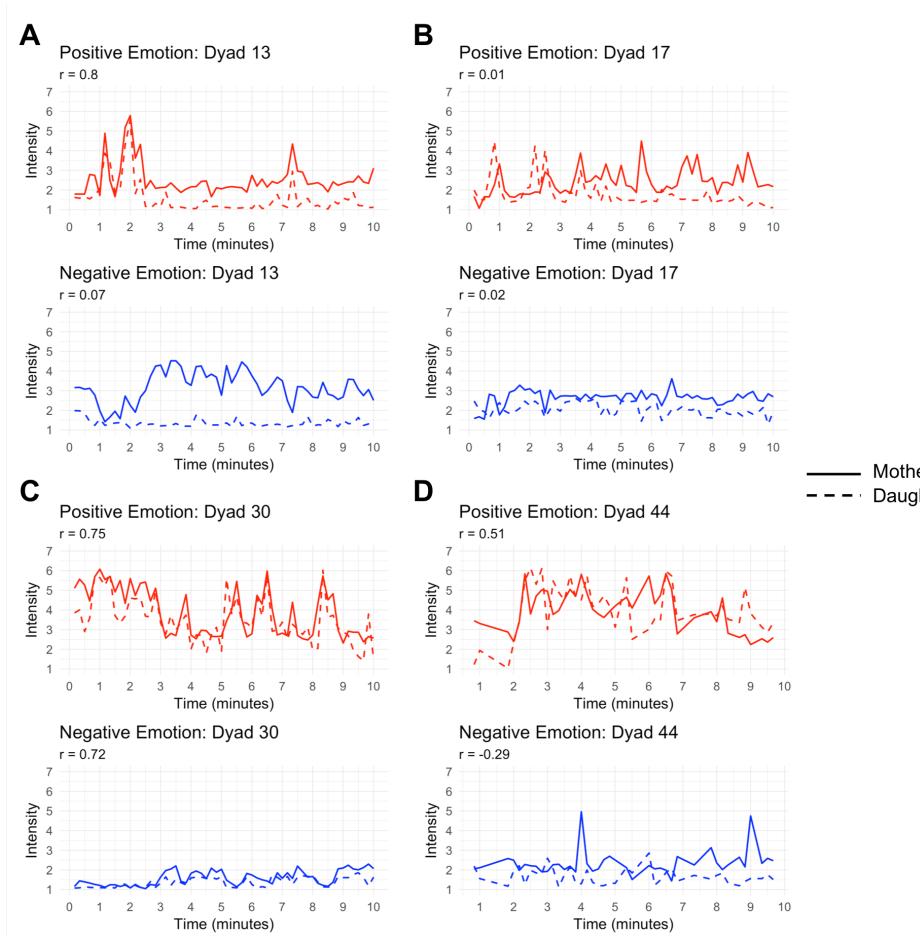 A
Positive Emotion: Dyad 13
r = 0.8
Intensity
7
6
5
4
3
2
1
0 1 2 3 4 5 6 7 8 9 10
Time (minutes)
Negative Emotion: Dyad 13
r = 0.07
Intensity
7
6
5
4
3
2
1
0 1 2 3 4 5 6 7 8 9 10
Time (minutes)
B
Positive Emotion: Dyad 17
r = 0.01
Intensity
7
6
5
4
3
2
1
0 1 2 3 4 5 6 7 8 9 10
Time (minutes)
Negative Emotion: Dyad 17
r = 0.02
Intensity
7
6
5
4
3
2
1
0 1 2 3 4 5 6 7 8 9 10
Time (minutes)
C
Positive Emotion: Dyad 30
r = 0.75
Intensity
7
6
5
4
3
2
1
0 1 2 3 4 5 6 7 8 9 10
Time (minutes)
Negative Emotion: Dyad 30
r = 0.72
Intensity
7
6
5
4
3
2
1
0 1 2 3 4 5 6 7 8 9 10
Time (minutes)
D
Positive Emotion: Dyad 44
r = 0.51
Intensity
7
6
5
4
3
2
1
1 2 3 4 5 6 7 8 9 10
Time (minutes)
Negative Emotion: Dyad 44
r = -0.29
Intensity
7
6
5
4
3
2
1
1 2 3 4 5 6 7 8 9 10
Time (minutes)
Mothe
Daugh